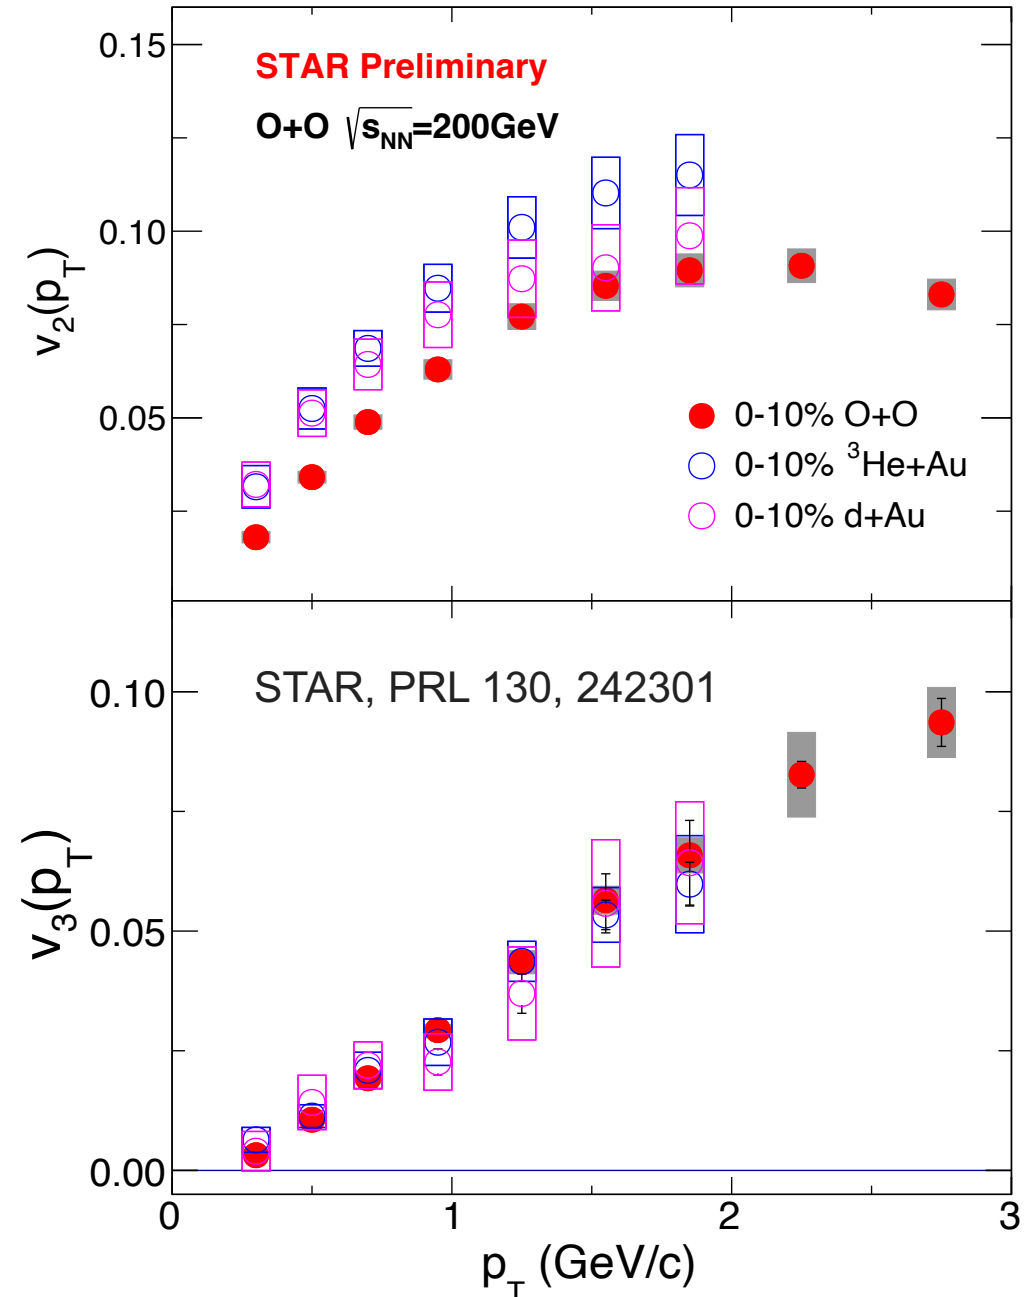 0.15
STAR Preliminary
O+O √sNN=200GeV
0.10
v2(pT)
0.05
0-10% O+O
0-10% 3He+Au
0-10% d+Au
STAR, PRL 130, 242301
0.10
v3(pT)
0.05
0.00
0 1 2 3
pT (GeV/c)